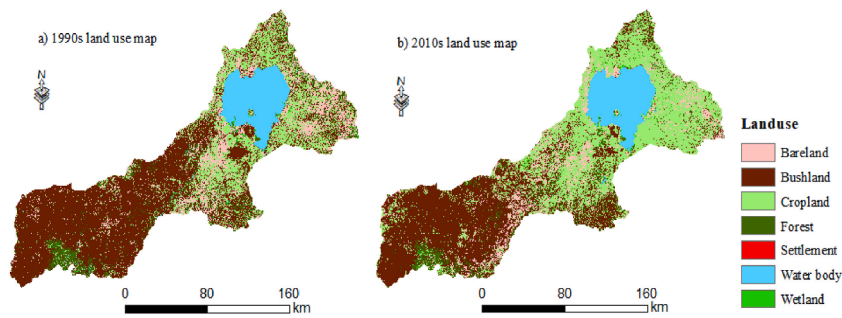 a) 1990s land use map
N
0 80 160
km
b) 2010s land use map
N
0 80 160
km
Landuse
Bareland
Bushland
Cropland
Forest
Settlement
Water body
Wetland